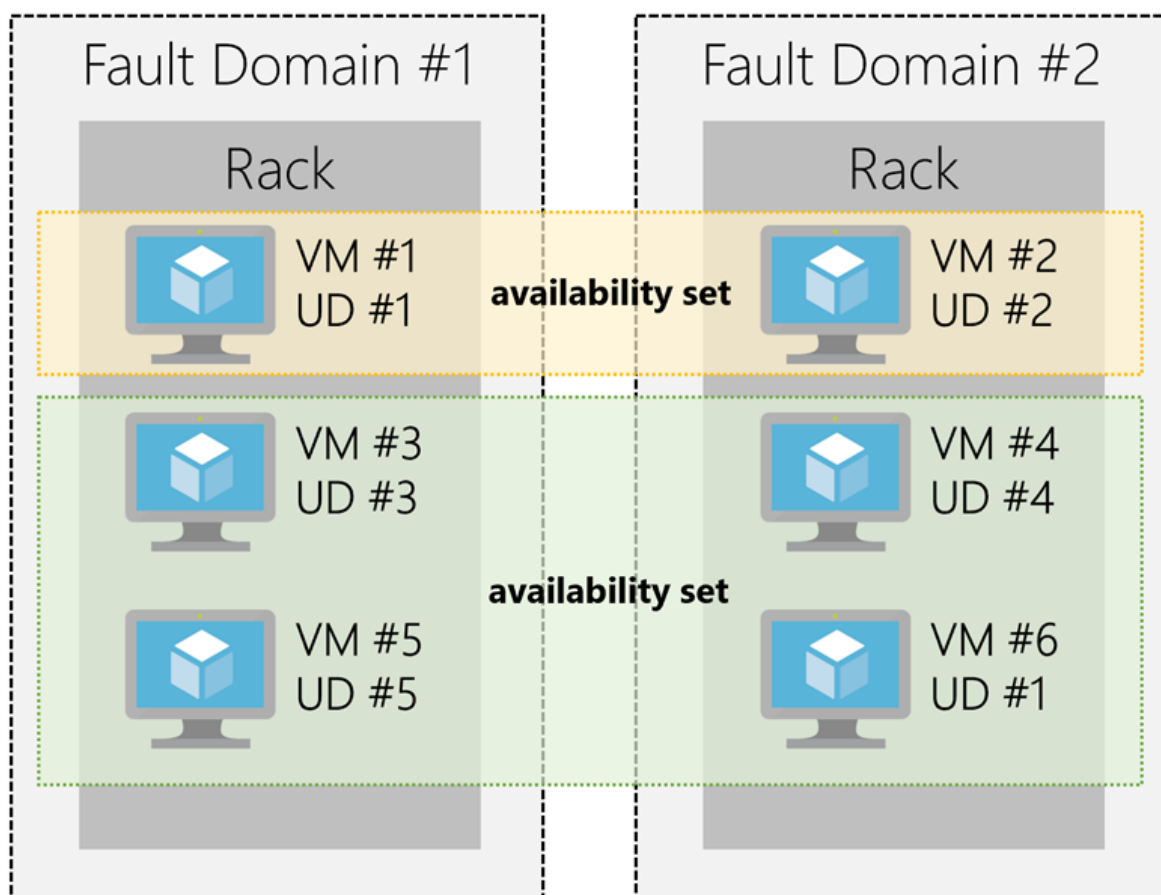 Fault Domain #1
Fault Domain #2
Rack
Rack
VM #1
UD #1
availability set
VM #2
UD #2
VM #3
UD #3
VM #4
UD #4
availability set
VM #5
UD #5
VM #6
UD #1